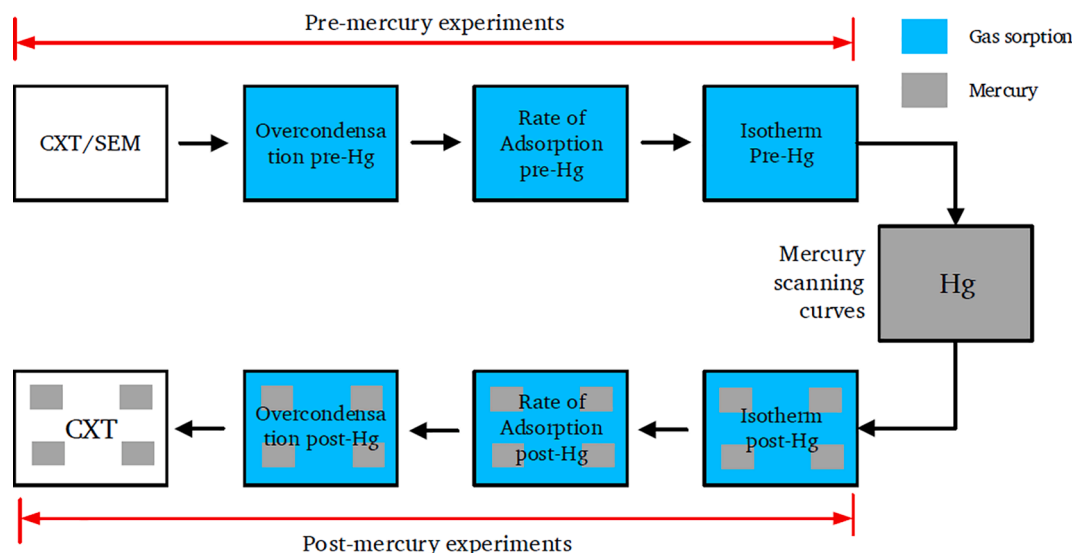 Pre-mercury experiments
Gas sorption
Mercury
CXT/SEM
Overcondensa
tion pre-Hg
Rate of
Adsorption
pre-Hg
Isotherm
Pre-Hg
Mercury
scanning
curves
Hg
CXT
Overcondensa
tion post-Hg
Rate of
Adsorption
post-Hg
Isotherm
post-Hg
Post-mercury experiments